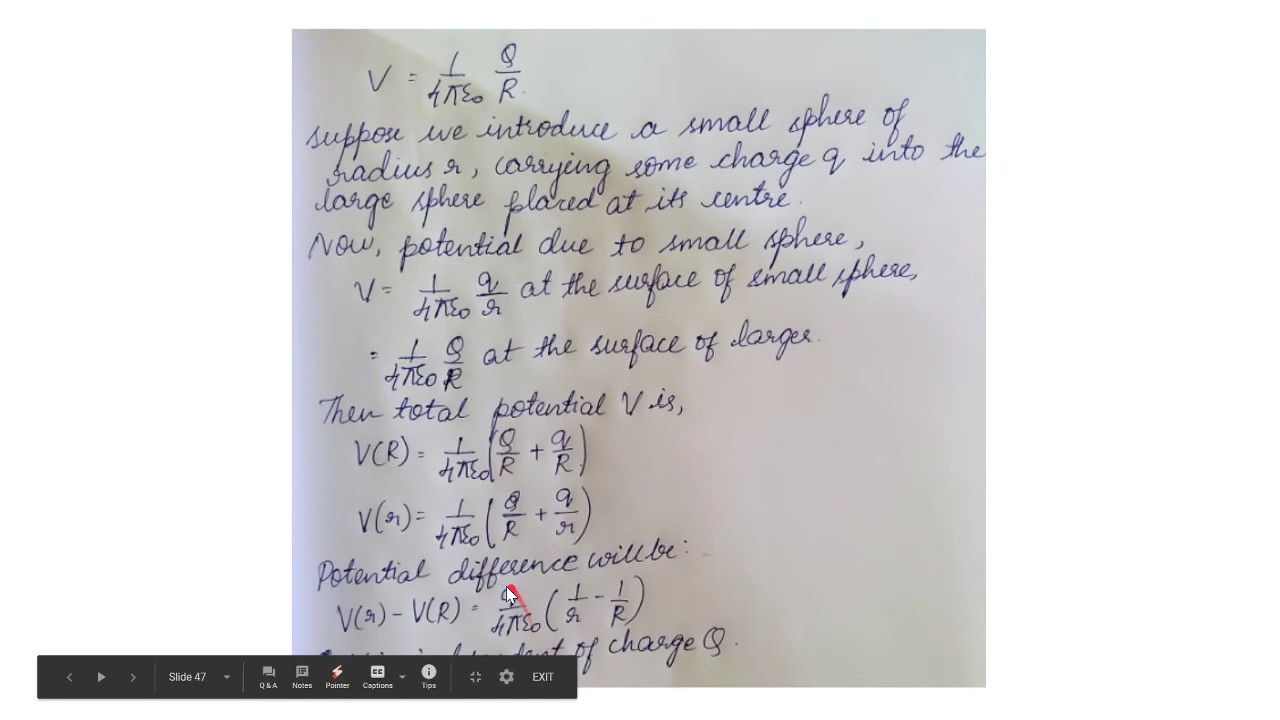 V = 1/4πε0 Q/R.
suppose we introduce a small sphere of
radius r, carrying some charge q into the
large sphere placed at its centre.
Now, potential due to small sphere,
V = 1/4πε0 q/r at the surface of small sphere,
= 1/4πε0 Q/R at the surface of larger.
Then total potential V is,
V(R) = 1/4πε0 (Q/R + q/R)
V(r) = 1/4πε0 (Q/R + q/r)
Potential difference will be:
V(r) - V(R) = q/4πε0 (1/r - 1/R)
of charge Q.
Slide 47
Q & A
Notes
Pointer
Captions
Tips
EXIT